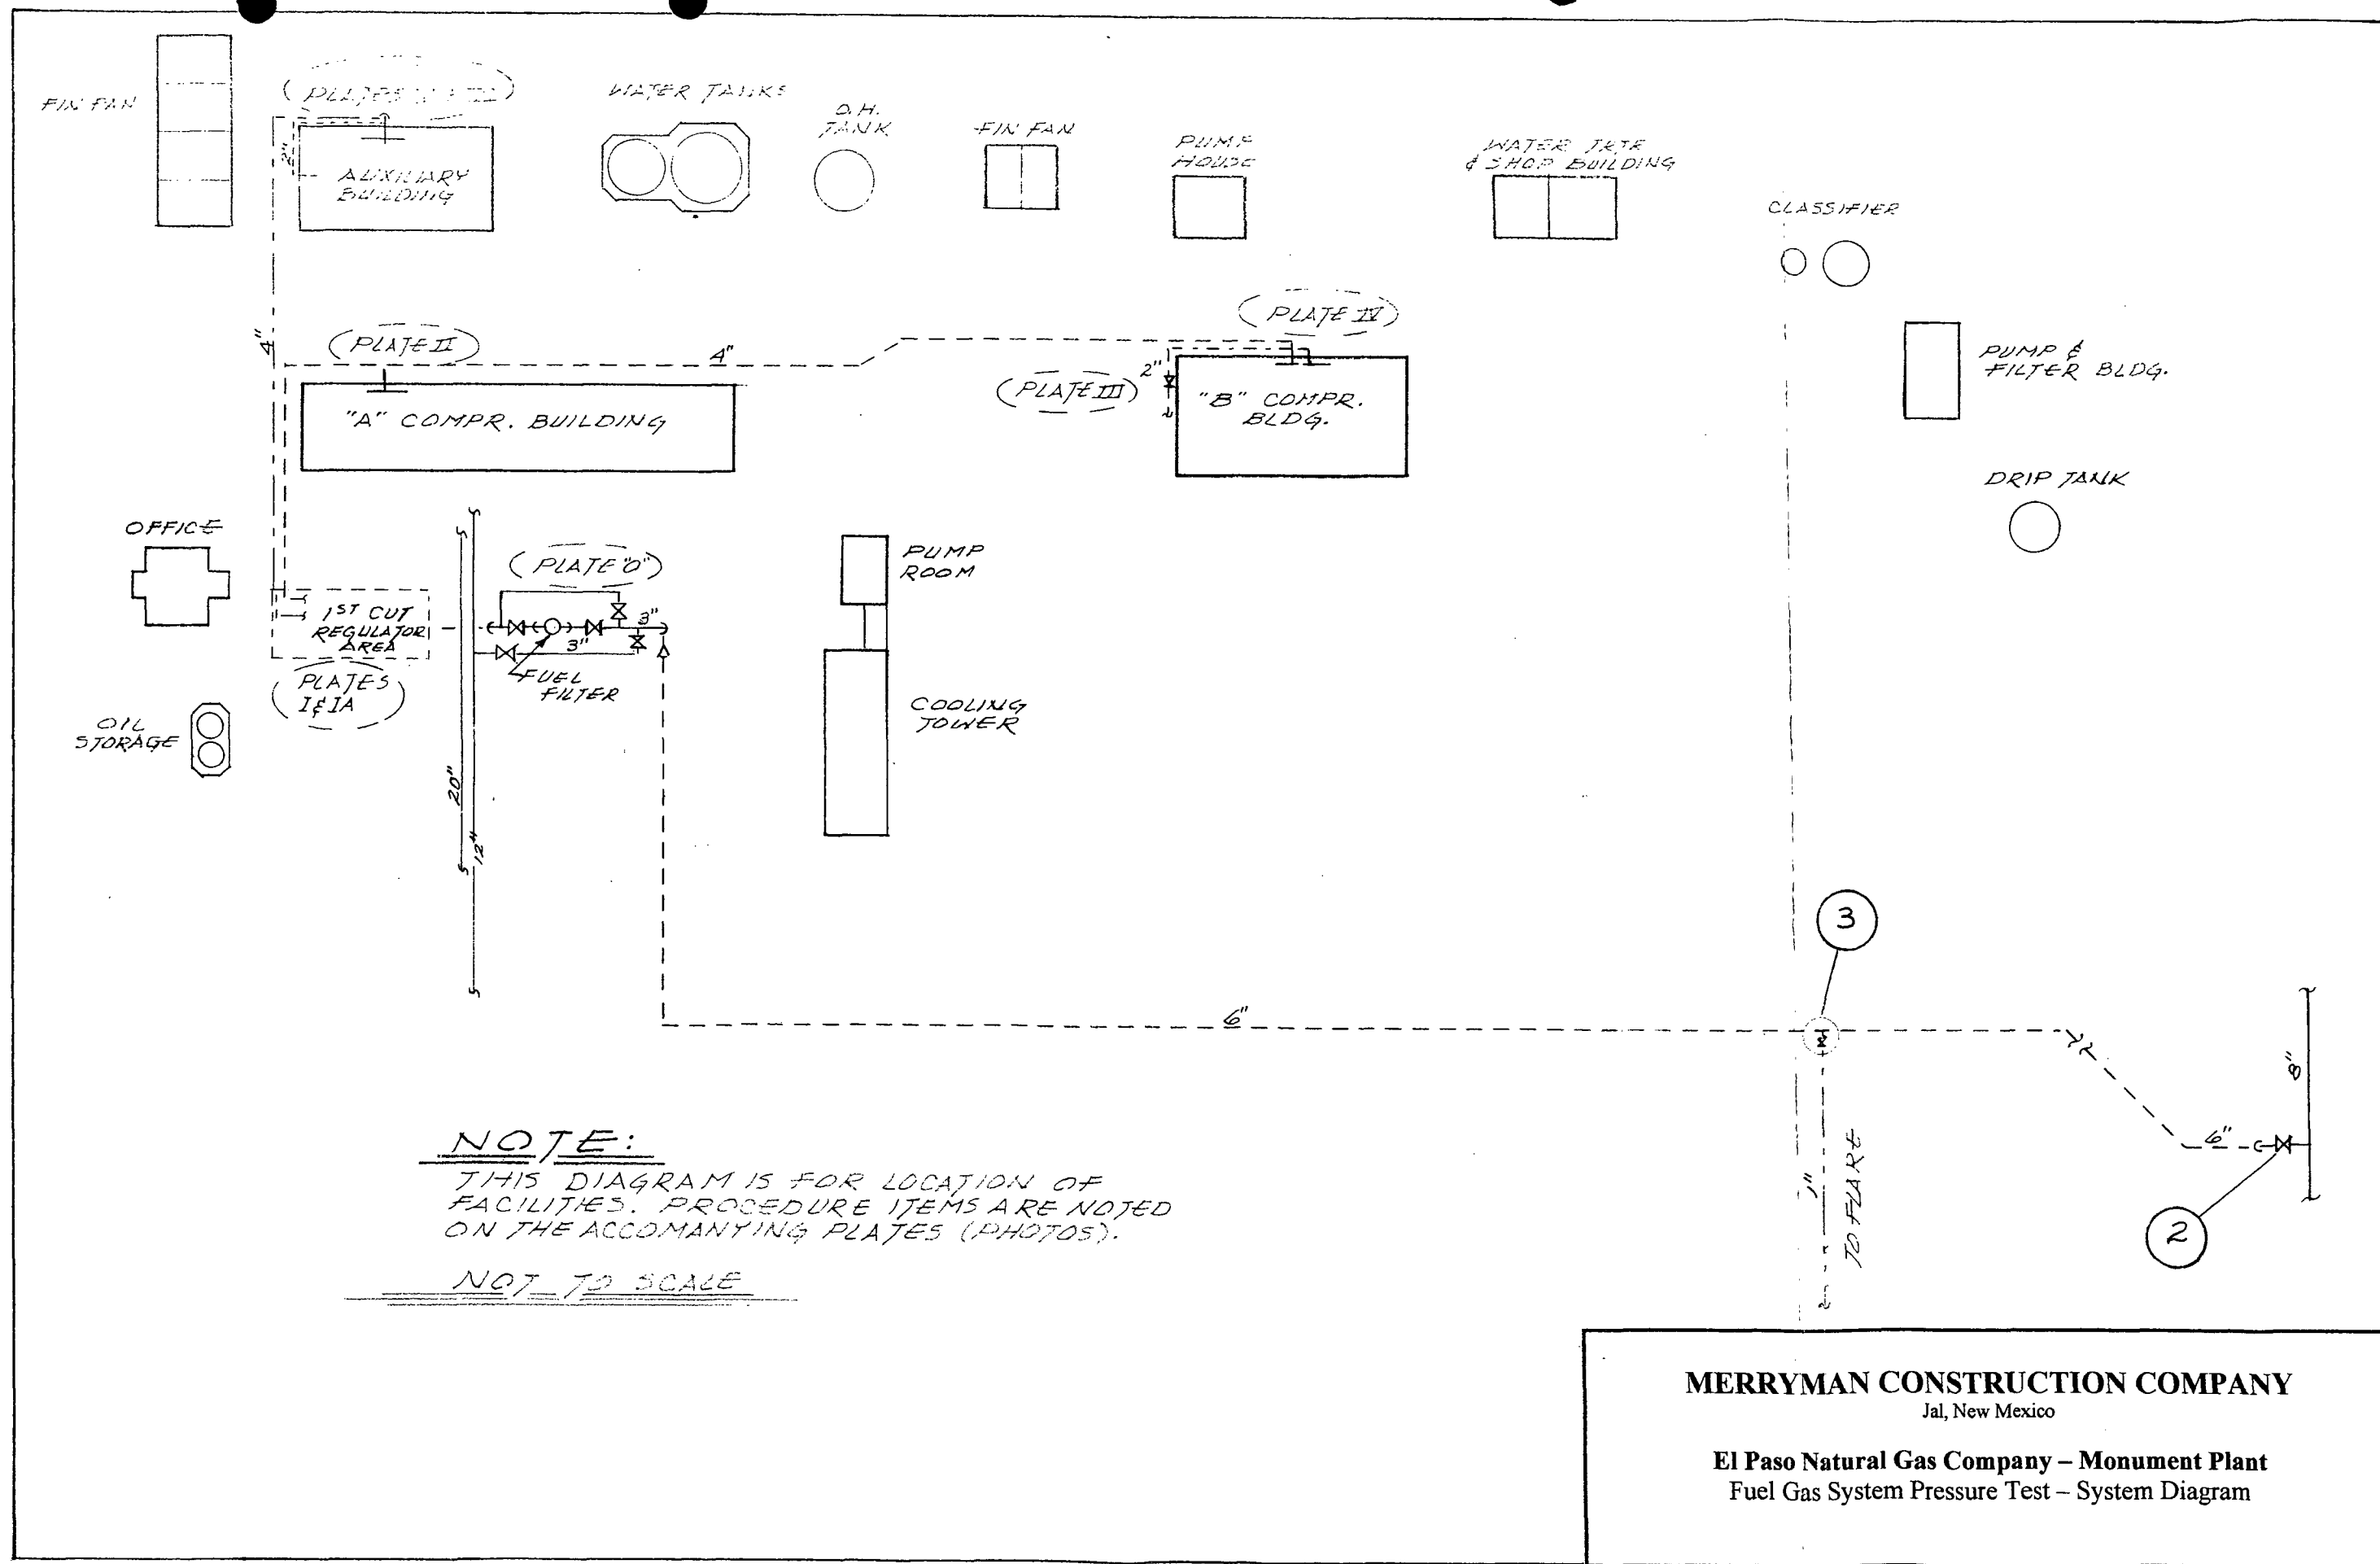 FIN FAN
PLATES
WATER TANKS
O.H.
TANK
FIN FAN
PUMP
HOUSE
WATER TRTR
& SHOP BUILDING
CLASSIFIER
2"
AUXILIARY
BUILDING
4"
PLATE II
4"
PLATE IV
2"
PLATE III
"A" COMPR. BUILDING
"B" COMPR.
BLDG.
PUMP &
FILTER BLDG.
DRIP TANK
OFFICE
PLATE "O"
PUMP
ROOM
1ST CUT
REGULATOR
AREA
3"
3"
FUEL
FILTER
PLATES
I & IA
OIL
STORAGE
COOLING
TOWER
20"
12"
3
6"
8"
6"
1"
TO FLARE
2
NOTE:
THIS DIAGRAM IS FOR LOCATION OF
FACILITIES. PROCEDURE ITEMS ARE NOTED
ON THE ACCOMANYING PLATES (PHOTOS).
NOT TO SCALE
MERRYMAN CONSTRUCTION COMPANY
Jal, New Mexico
El Paso Natural Gas Company – Monument Plant
Fuel Gas System Pressure Test – System Diagram